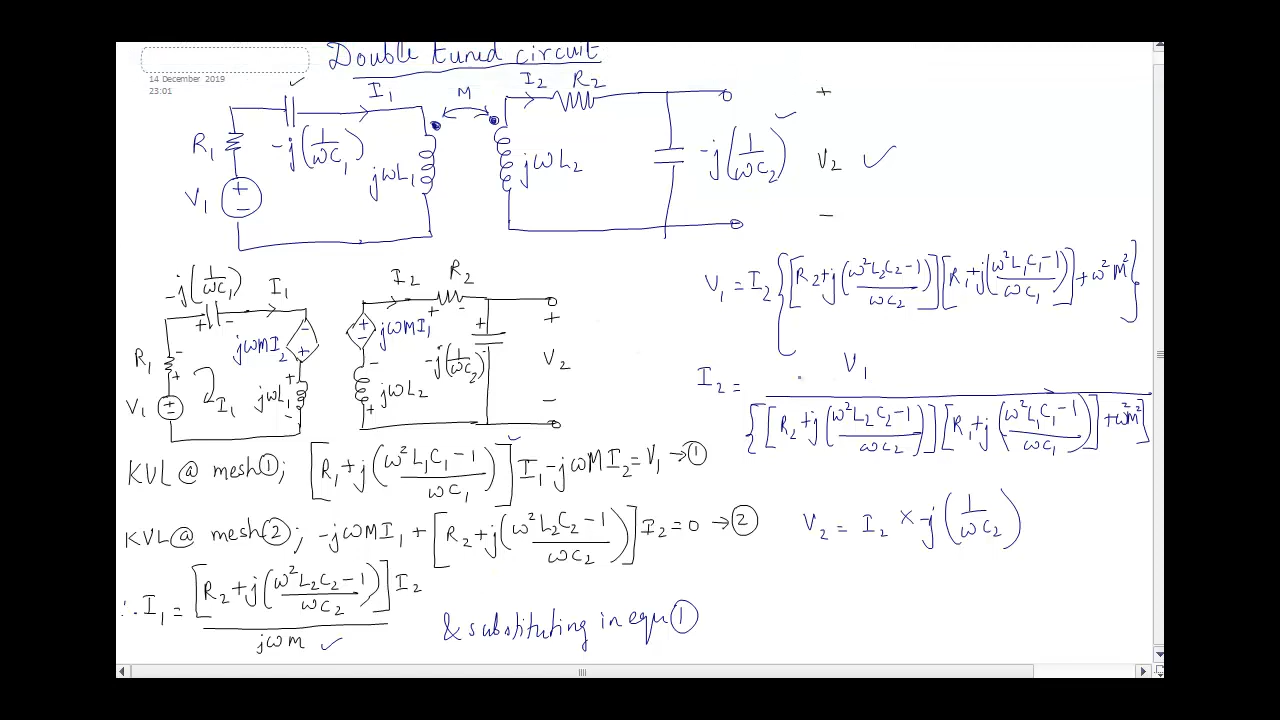 Double tuned circuit
14 December 2019
23:01
I₁ M I₂ R₂
R₁ -j(1/ωC₁) jωL₁ jωL₂ -j(1/ωC₂) + V₂ -
V₁ + -
-j(1/ωC₁) I₁ I₂ R₂
R₁ jωMI₂ jωMI₁ -j(1/ωC₂) + V₂ -
V₁ I₁ jωL₁ jωL₂
KVL @ mesh①; [R₁+j(ω²L₁C₁-1/ωC₁)]I₁-jωMI₂=V₁→①
KVL@ mesh②; -jωMI₁+[R₂+j(ω²L₂C₂-1/ωC₂)]I₂=0→②
∴I₁=[R₂+j(ω²L₂C₂-1/ωC₂)]I₂/jωm
& substituting in equ①
V₁=I₂{[R₂+j(ω²L₂C₂-1/ωC₂)][R₁+j(ω²L₁C₁-1/ωC₁)]+ω²M²}
I₂=V₁/{[R₂+j(ω²L₂C₂-1/ωC₂)][R₁+j(ω²L₁C₁-1/ωC₁)]+ω²M²}
V₂=I₂×-j(1/ωC₂)